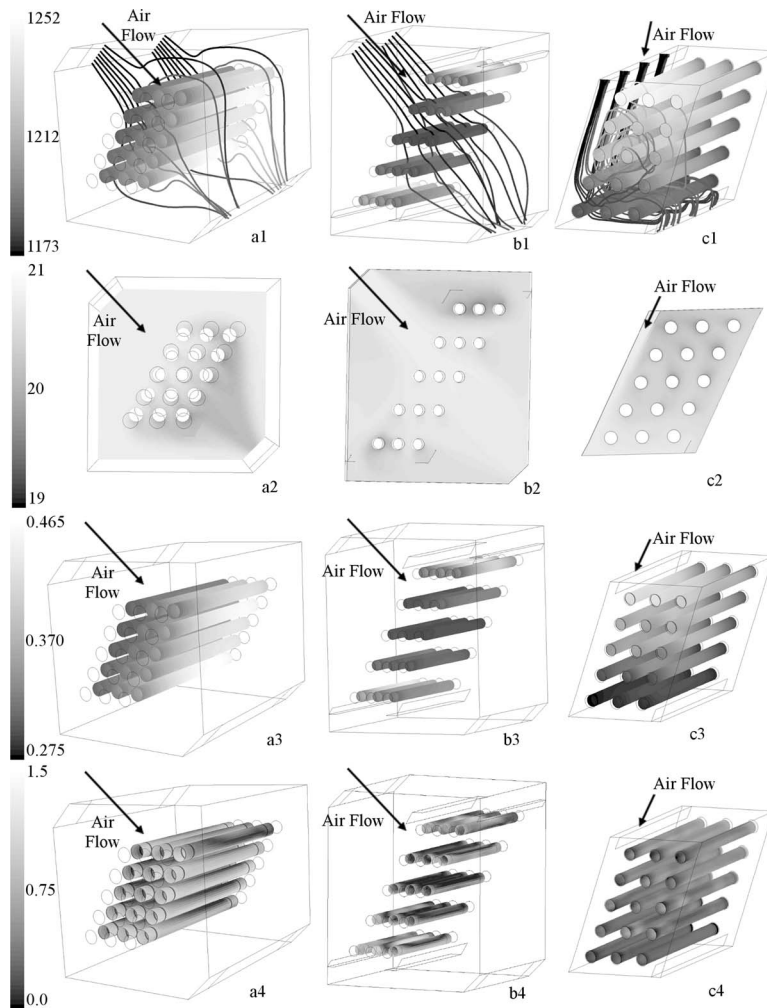 1252
Air
Flow
Air
Flow
Air Flow
1212
1173
a1
b1
c1
21
Air
Flow
Air Flow
Air Flow
20
19
a2
b2
c2
0.465
Air
Flow
Air Flow
Air Flow
0.370
0.275
a3
b3
c3
1.5
Air
Flow
Air Flow
Air Flow
0.75
0.0
a4
b4
c4